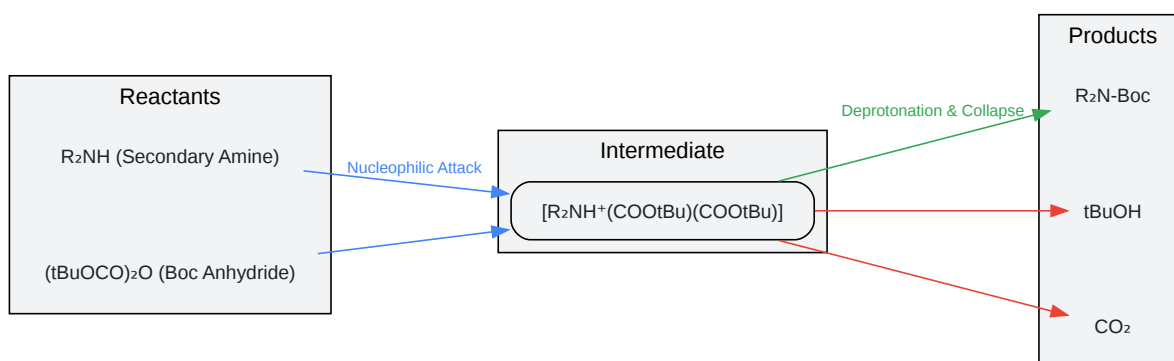 Reactants
R₂NH (Secondary Amine)
(tBuOCO)₂O (Boc Anhydride)
Nucleophilic Attack
Intermediate
[R₂NH⁺(COOtBu)(COOtBu)]
Deprotonation & Collapse
Products
R₂N-Boc
tBuOH
CO₂